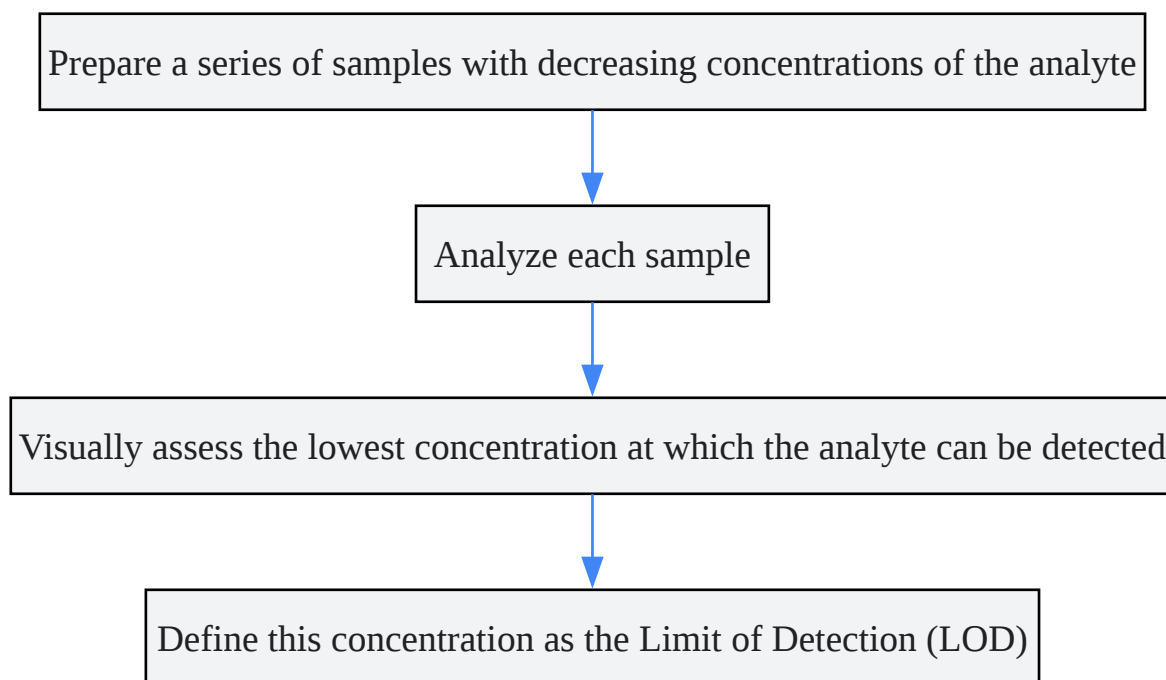 Prepare a series of samples with decreasing concentrations of the analyte
Analyze each sample
Visually assess the lowest concentration at which the analyte can be detected
Define this concentration as the Limit of Detection (LOD)